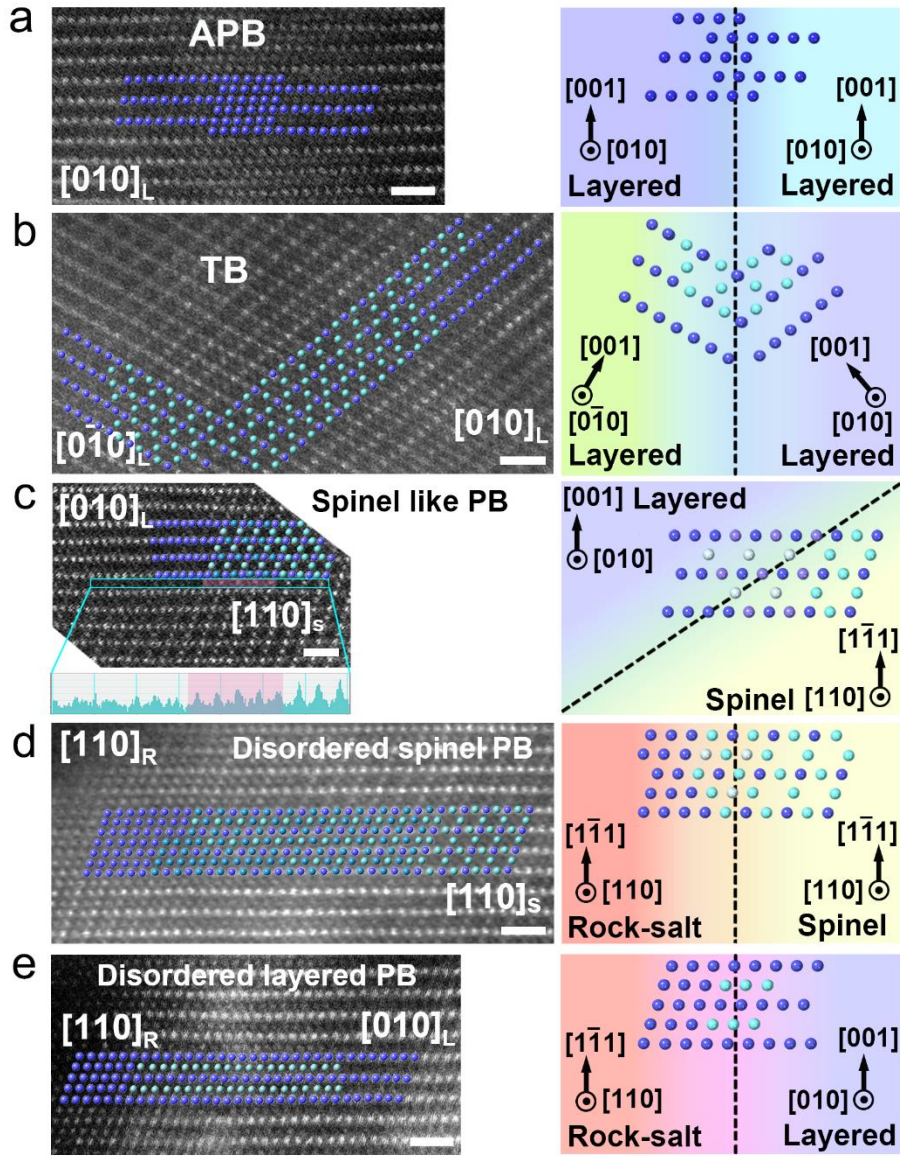 a
APB
[010]L
[001]
[001]
[010]
[010]
Layered
Layered
b
TB
[01̄0]L
[010]L
[001]
[001]
[01̄0]
[010]
Layered
Layered
c
[010]L
Spinel like PB
[110]s
[001] Layered
[010]
[11̄1]
Spinel [110]
d
[110]R
Disordered spinel PB
[110]s
[11̄1]
[11̄1]
[110]
[110]
Rock-salt
Spinel
e
Disordered layered PB
[110]R
[010]L
[11̄1]
[001]
[110]
[010]
Rock-salt
Layered